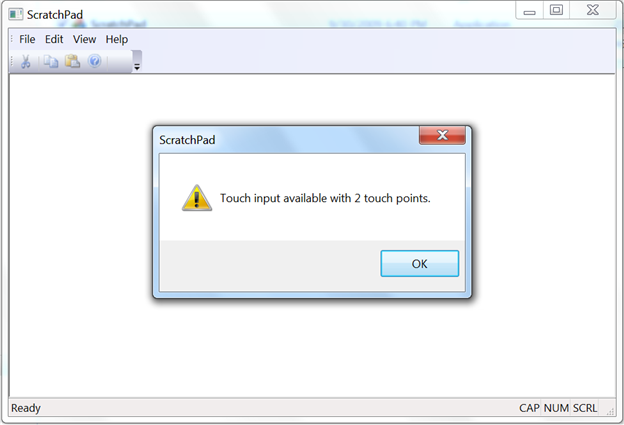 ScratchPad
File Edit View Help
ScratchPad
Touch input available with 2 touch points.
OK
Ready
CAP NUM SCRL